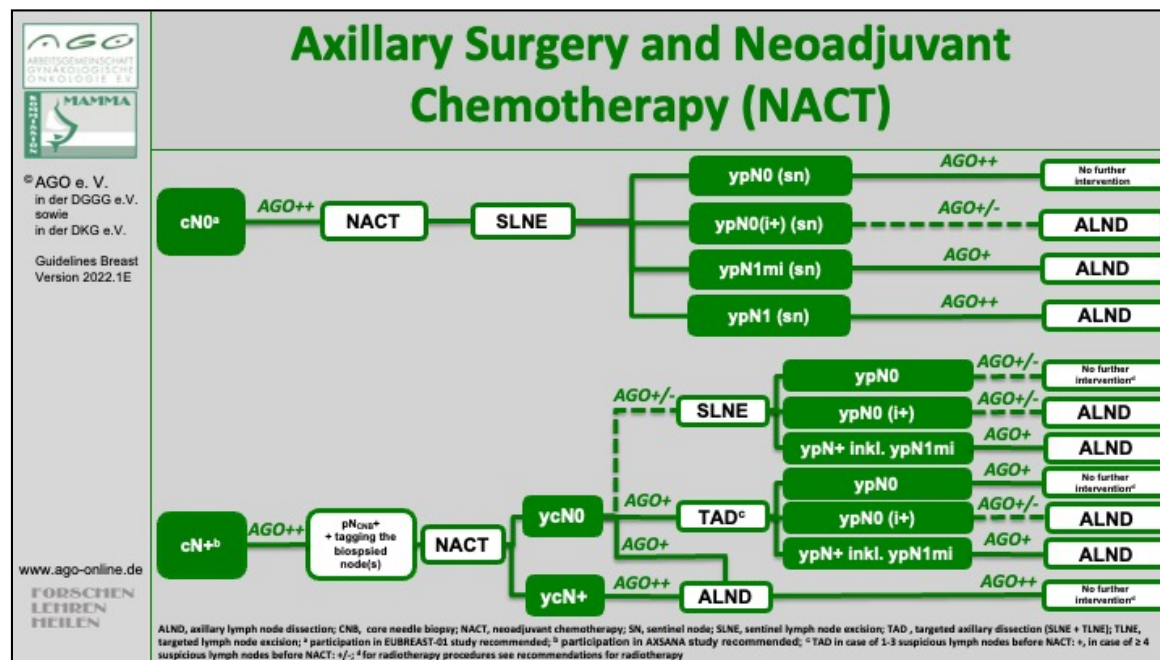 AGO
ARBEITSGEMEINSCHAFT
GYNÄKOLOGISCHE
ONKOLOGIE E.V.
KOMMISSION
MAMMA
© AGO e. V.
in der DGGG e.V.
sowie
in der DKG e.V.
Guidelines Breast
Version 2022.1E
www.ago-online.de
FORSCHEN
LEHREN
HEILEN
Axillary Surgery and Neoadjuvant
Chemotherapy (NACT)
cN0ᵃ
AGO++
NACT
SLNE
ypN0 (sn)
AGO++
No further
intervention
ypN0(i+) (sn)
AGO+/-
ALND
ypN1mi (sn)
AGO+
ALND
ypN1 (sn)
AGO++
ALND
cN+ᵇ
AGO++
pNCNB+
+ tagging the
biospsied
node(s)
NACT
ycN0
AGO+/-
SLNE
ypN0
AGO+/-
No further
interventionᵈ
ypN0 (i+)
AGO+/-
ALND
ypN+ inkl. ypN1mi
AGO+
ALND
AGO+
TADᶜ
ypN0
AGO+
No further
interventionᵈ
ypN0 (i+)
AGO+/-
ALND
ypN+ inkl. ypN1mi
AGO+
ALND
AGO+
ycN+
AGO++
ALND
AGO++
No further
interventionᵈ
ALND, axillary lymph node dissection; CNB, core needle biopsy; NACT, neoadjuvant chemotherapy; SN, sentinel node; SLNE, sentinel lymph node excision; TAD , targeted axillary dissection (SLNE + TLNE); TLNE,
targeted lymph node excision; ᵃ participation in EUBREAST-01 study recommended; ᵇ participation in AXSANA study recommended; ᶜ TAD in case of 1-3 suspicious lymph nodes before NACT: +, in case of ≥ 4
suspicious lymph nodes before NACT: +/-; ᵈ for radiotherapy procedures see recommendations for radiotherapy